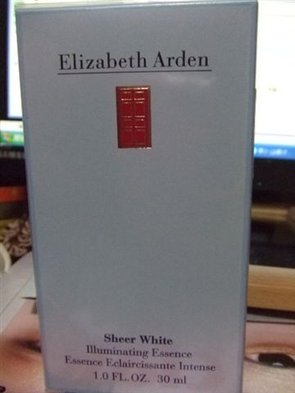 Elizabeth Arden
Sheer White
Illuminating Essence
Essence Eclaircissante Intense
1.0 FL. OZ. 30 ml